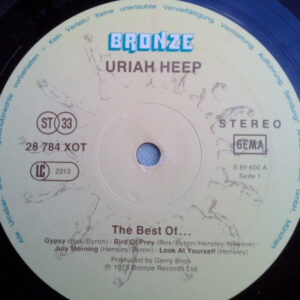 BRONZE
URIAH HEEP
ST 33
STEREO
28 784 XOT
GEMA
LC 2313
S 89 600 A
Seite 1
The Best Of...
Gypsy (Box/Byron) - Bird Of Prey (Box/Byron/Hensley/Newton)
July Morning (Hensley/Byron) - Look At Yourself (Hensley)
Produced by Gerry Bron
℗ 1975 Bronze Records Ltd.